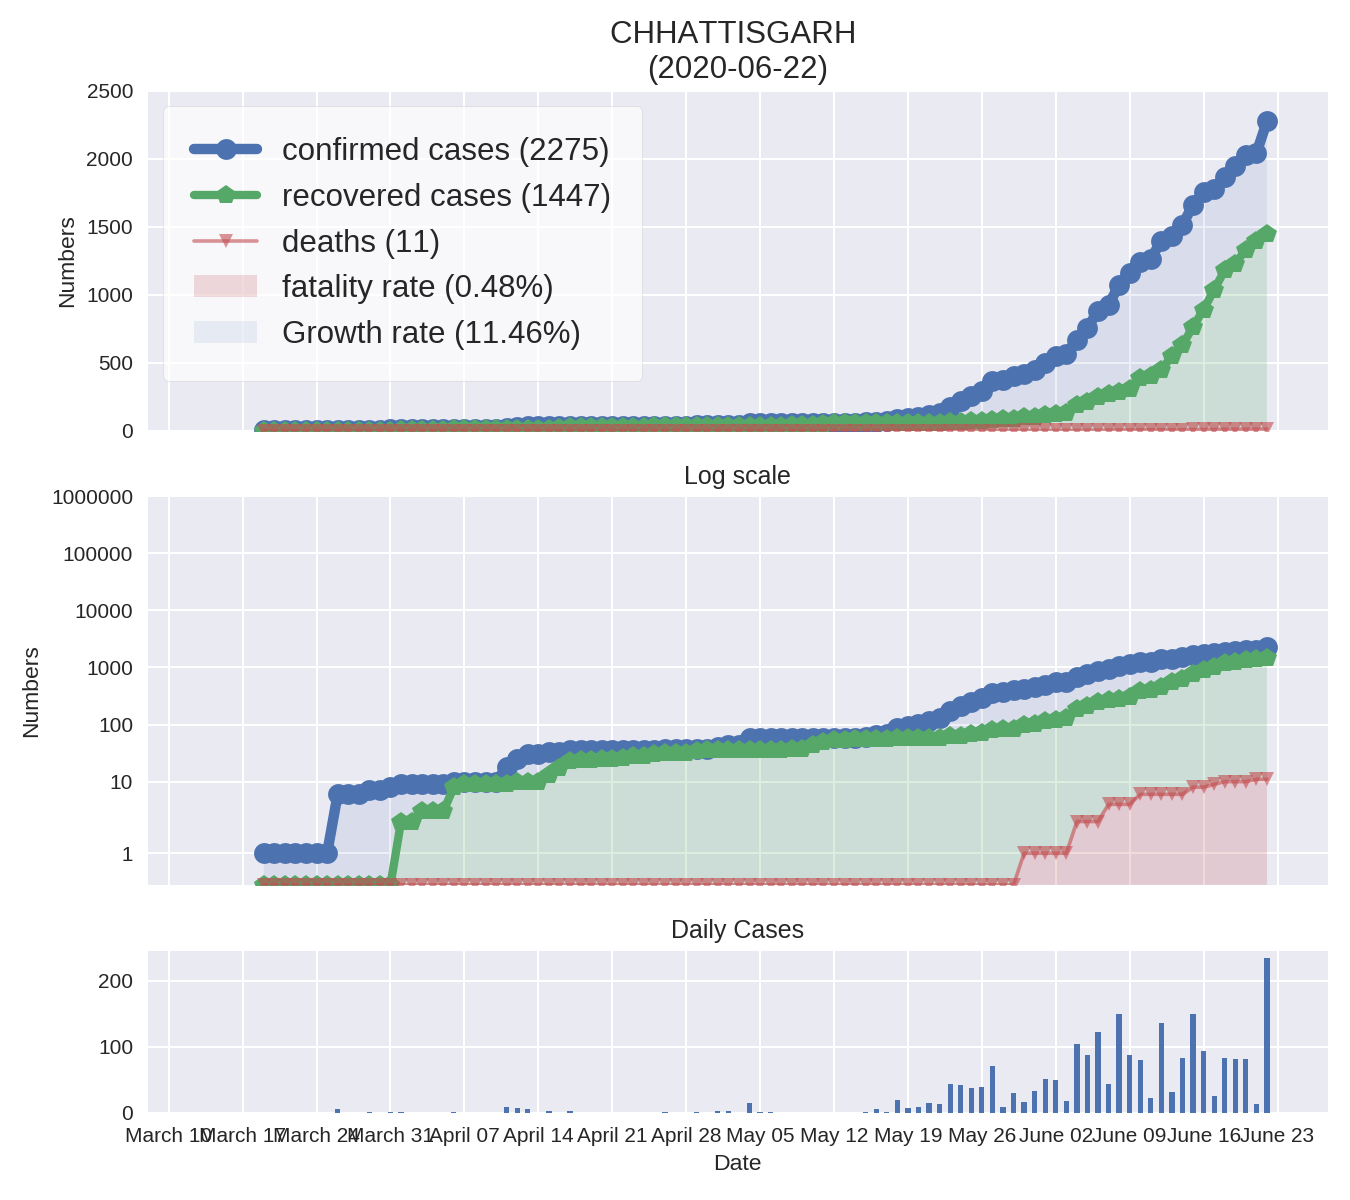 CHHATTISGARH
(2020-06-22)
2500
2000
1500
1000
500
0
Numbers
confirmed cases (2275)
recovered cases (1447)
deaths (11)
fatality rate (0.48%)
Growth rate (11.46%)
Log scale
1000000
100000
10000
1000
100
10
1
Numbers
Daily Cases
200
100
0
March 10 March 17 March 24 March 31 April 07 April 14 April 21 April 28 May 05 May 12 May 19 May 26 June 02 June 09 June 16 June 23
Date